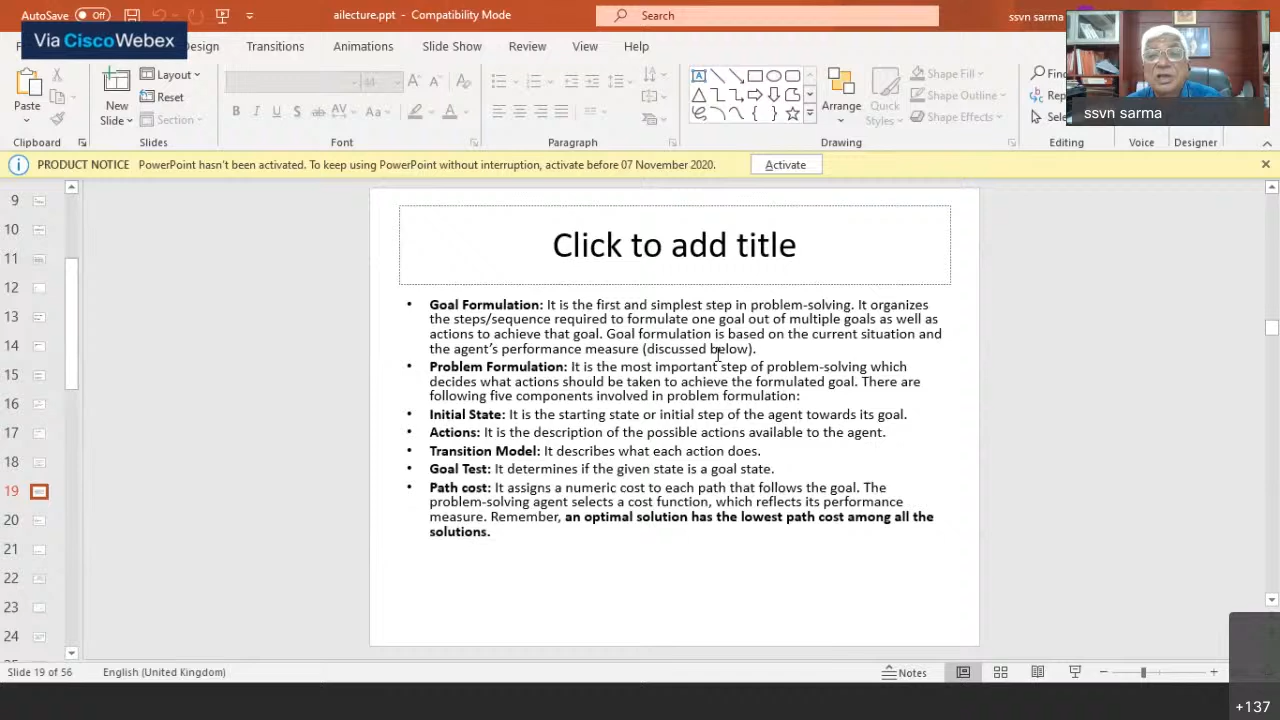 AutoSave Off
ailecture.ppt - Compatibility Mode
Search
ssvn sarma
Via CiscoWebex
Design Transitions Animations Slide Show Review View Help
Paste
New
Slide
Layout
Reset
Section
44
Arrange
Quick
Styles
Shape Fill
Shape Outline
Shape Effects
ssvn sarma
Clipboard Slides Font Paragraph Drawing Editing Voice Designer
PRODUCT NOTICE PowerPoint hasn't been activated. To keep using PowerPoint without interruption, activate before 07 November 2020. Activate
9
10
11
12
13
14
15
16
17
18
19
20
21
22
23
24
Click to add title
• Goal Formulation: It is the first and simplest step in problem-solving. It organizes
the steps/sequence required to formulate one goal out of multiple goals as well as
actions to achieve that goal. Goal formulation is based on the current situation and
the agent's performance measure (discussed below).
• Problem Formulation: It is the most important step of problem-solving which
decides what actions should be taken to achieve the formulated goal. There are
following five components involved in problem formulation:
• Initial State: It is the starting state or initial step of the agent towards its goal.
• Actions: It is the description of the possible actions available to the agent.
• Transition Model: It describes what each action does.
• Goal Test: It determines if the given state is a goal state.
• Path cost: It assigns a numeric cost to each path that follows the goal. The
problem-solving agent selects a cost function, which reflects its performance
measure. Remember, an optimal solution has the lowest path cost among all the
solutions.
Slide 19 of 56 English (United Kingdom) Notes
+137